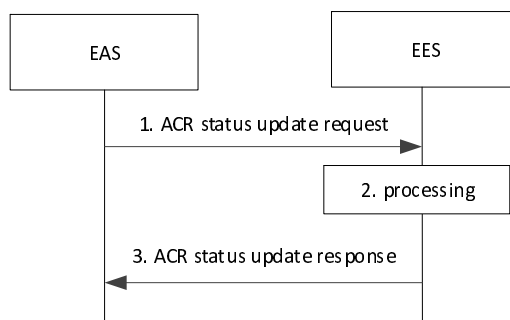 EAS
EES
1. ACR status update request
2. processing
3. ACR status update response